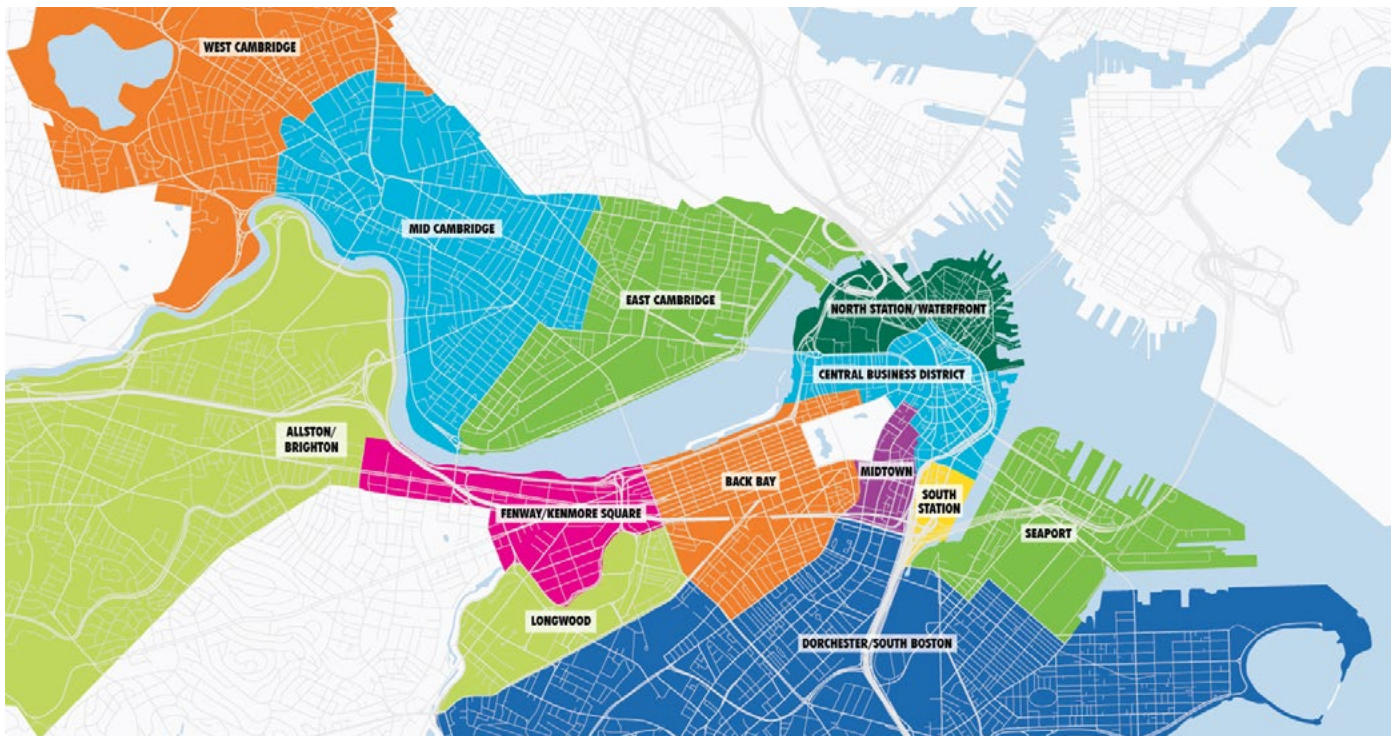 WEST CAMBRIDGE
MID CAMBRIDGE
EAST CAMBRIDGE
NORTH STATION/WATERFRONT
CENTRAL BUSINESS DISTRICT
ALLSTON/
BRIGHTON
MIDTOWN
BACK BAY
SOUTH
STATION
FENWAY/KENMORE SQUARE
SEAPORT
LONGWOOD
DORCHESTER/SOUTH BOSTON